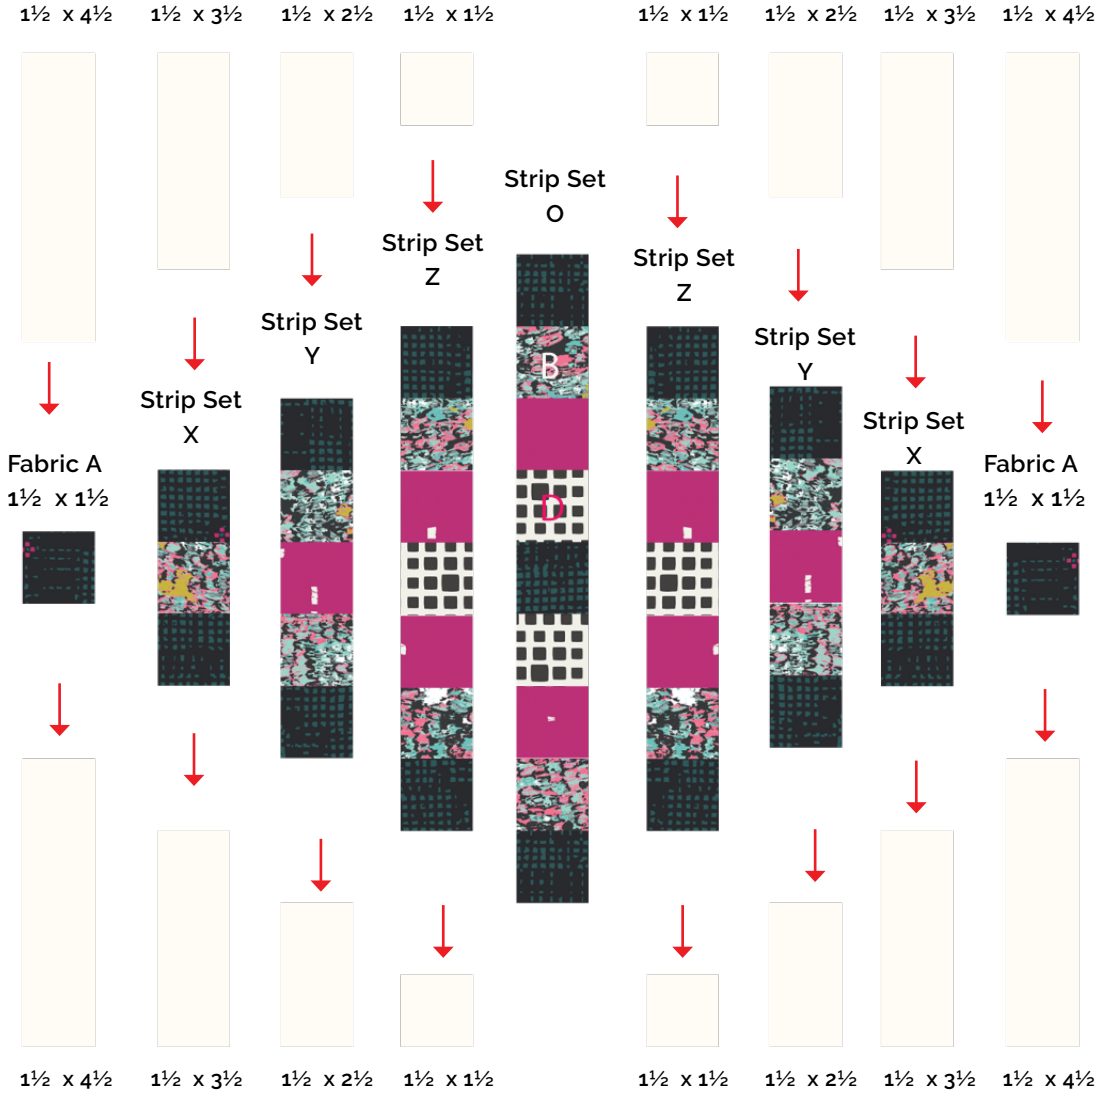 1½ x 4½
1½ x 3½
1½ x 2½
1½ x 1½
1½ x 1½
1½ x 2½
1½ x 3½
1½ x 4½
Strip Set
O
Strip Set
Z
Strip Set
Z
Strip Set
Y
Strip Set
Y
Strip Set
X
Strip Set
X
Fabric A
1½ x 1½
Fabric A
1½ x 1½
B
D
1½ x 4½
1½ x 3½
1½ x 2½
1½ x 1½
1½ x 1½
1½ x 2½
1½ x 3½
1½ x 4½